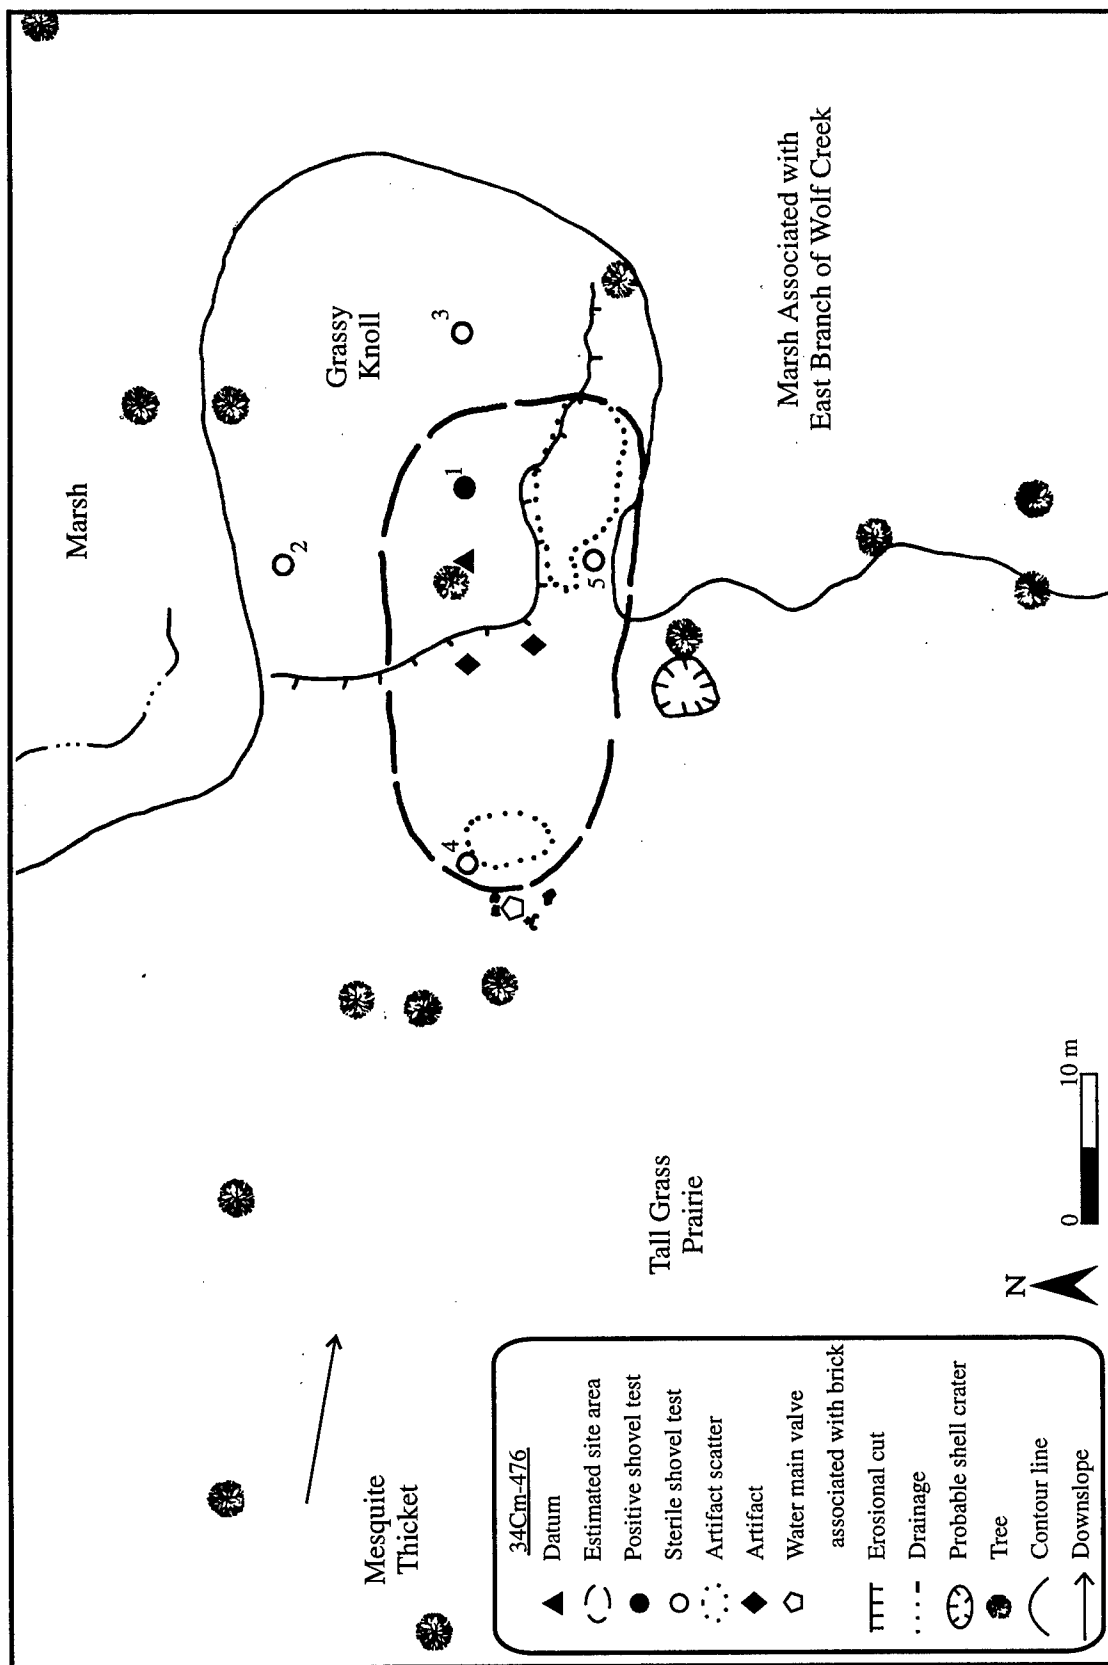 Marsh
Grassy
Knoll
2
3
1
4
5
Marsh Associated with
East Branch of Wolf Creek
Mesquite
Thicket
Tall Grass
Prairie
N
0
10 m
34Cm-476
Datum
Estimated site area
Positive shovel test
Sterile shovel test
Artifact scatter
Artifact
Water main valve
associated with brick
Erosional cut
Drainage
Probable shell crater
Tree
Contour line
Downslope